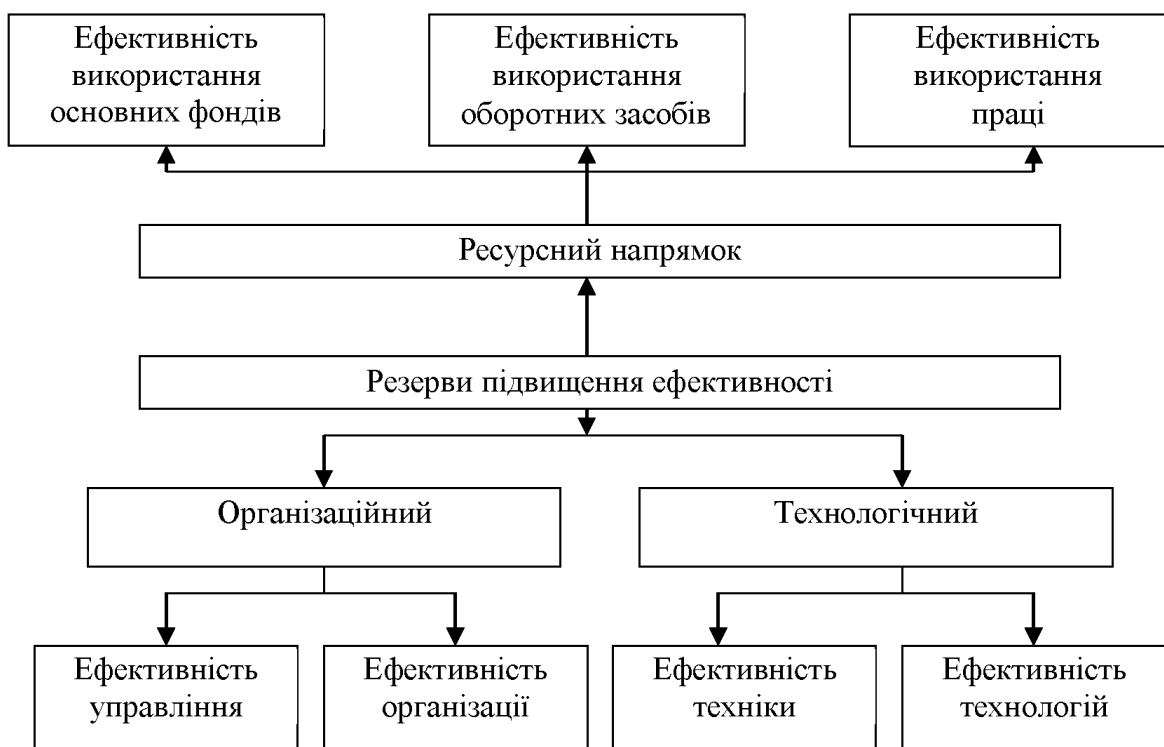 Ефективність
використання
основних фондів
Ефективність
використання
оборотних засобів
Ефективність
використання
праці
Ресурсний напрямок
Резерви підвищення ефективності
Організаційний
Технологічний
Ефективність
управління
Ефективність
організації
Ефективність
техніки
Ефективність
технологій